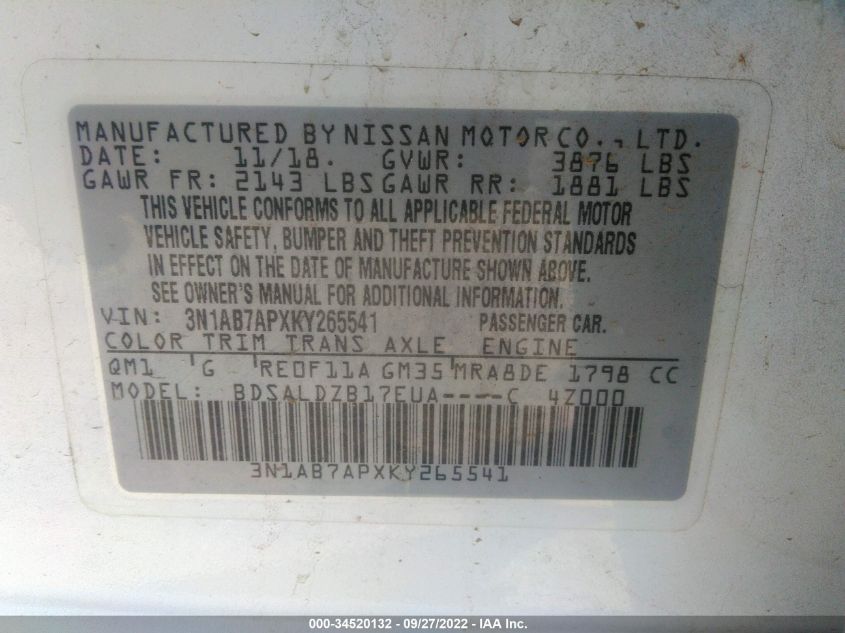 MANUFACTURED BY NISSAN MOTOR CO., LTD.
DATE: 11/18. GVWR: 3896 LBS
GAWR FR: 2143 LBS GAWR RR: 1881 LBS
THIS VEHICLE CONFORMS TO ALL APPLICABLE FEDERAL MOTOR
VEHICLE SAFETY, BUMPER AND THEFT PREVENTION STANDARDS
IN EFFECT ON THE DATE OF MANUFACTURE SHOWN ABOVE.
SEE OWNER'S MANUAL FOR ADDITIONAL INFORMATION.
VIN: 3N1AB7APXKY265541 PASSENGER CAR.
COLOR TRIM TRANS AXLE ENGINE
QM1 G RE0F11A GM35 MRA8DE 1798 CC
MODEL: BDSALDZB17EUA----C 4Z000
3N1AB7APXKY265541
000-34520132 - 09/27/2022 - IAA Inc.